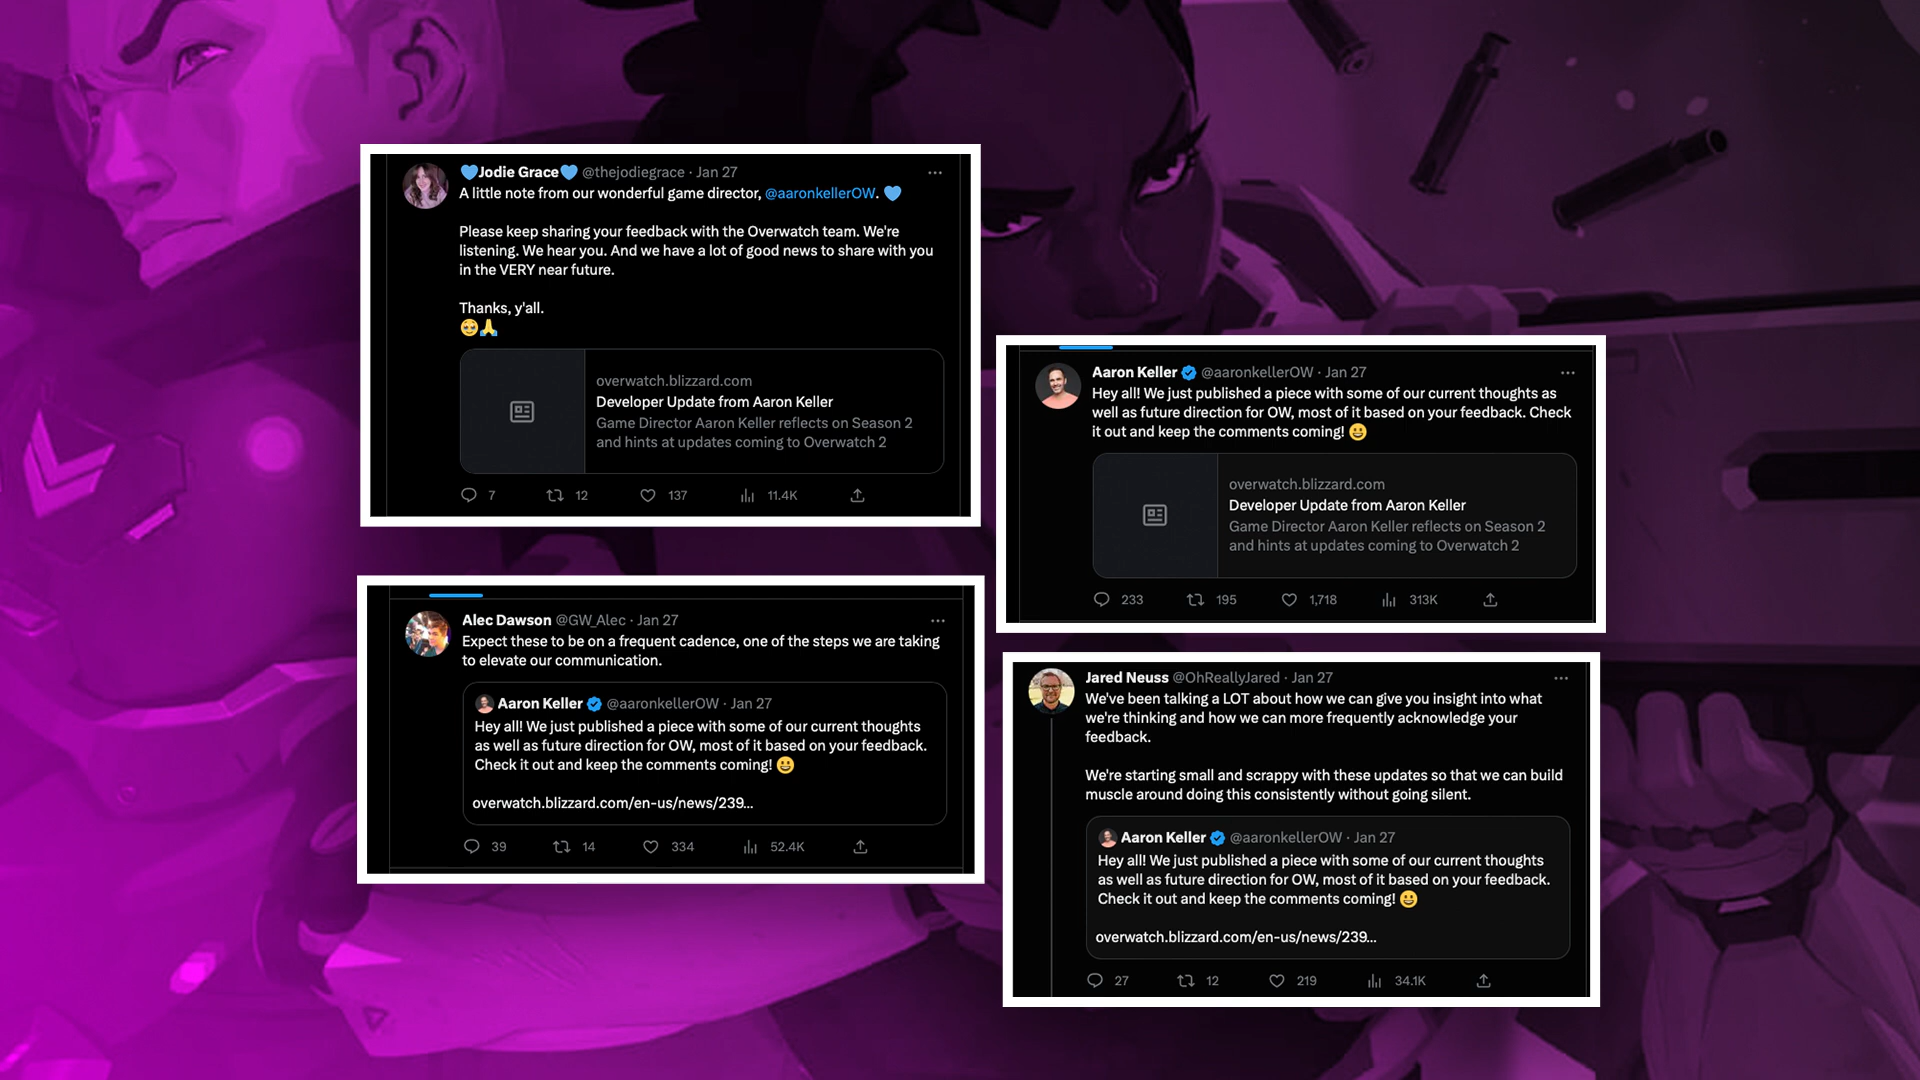 💙Jodie Grace💙 @thejodiegrace · Jan 27
A little note from our wonderful game director, @aaronkellerOW. 💙
Please keep sharing your feedback with the Overwatch team. We're
listening. We hear you. And we have a lot of good news to share with you
in the VERY near future.
Thanks, y'all.
🥹🙏
overwatch.blizzard.com
Developer Update from Aaron Keller
Game Director Aaron Keller reflects on Season 2
and hints at updates coming to Overwatch 2
7 12 137 11.4K
Aaron Keller @aaronkellerOW · Jan 27
Hey all! We just published a piece with some of our current thoughts as
well as future direction for OW, most of it based on your feedback. Check
it out and keep the comments coming! 😀
overwatch.blizzard.com
Developer Update from Aaron Keller
Game Director Aaron Keller reflects on Season 2
and hints at updates coming to Overwatch 2
233 195 1,718 313K
Alec Dawson @GW_Alec · Jan 27
Expect these to be on a frequent cadence, one of the steps we are taking
to elevate our communication.
Aaron Keller @aaronkellerOW · Jan 27
Hey all! We just published a piece with some of our current thoughts
as well as future direction for OW, most of it based on your feedback.
Check it out and keep the comments coming! 😀
overwatch.blizzard.com/en-us/news/239...
39 14 334 52.4K
Jared Neuss @OhReallyJared · Jan 27
We've been talking a LOT about how we can give you insight into what
we're thinking and how we can more frequently acknowledge your
feedback.
We're starting small and scrappy with these updates so that we can build
muscle around doing this consistently without going silent.
Aaron Keller @aaronkellerOW · Jan 27
Hey all! We just published a piece with some of our current thoughts
as well as future direction for OW, most of it based on your feedback.
Check it out and keep the comments coming! 😀
overwatch.blizzard.com/en-us/news/239...
27 12 219 34.1K